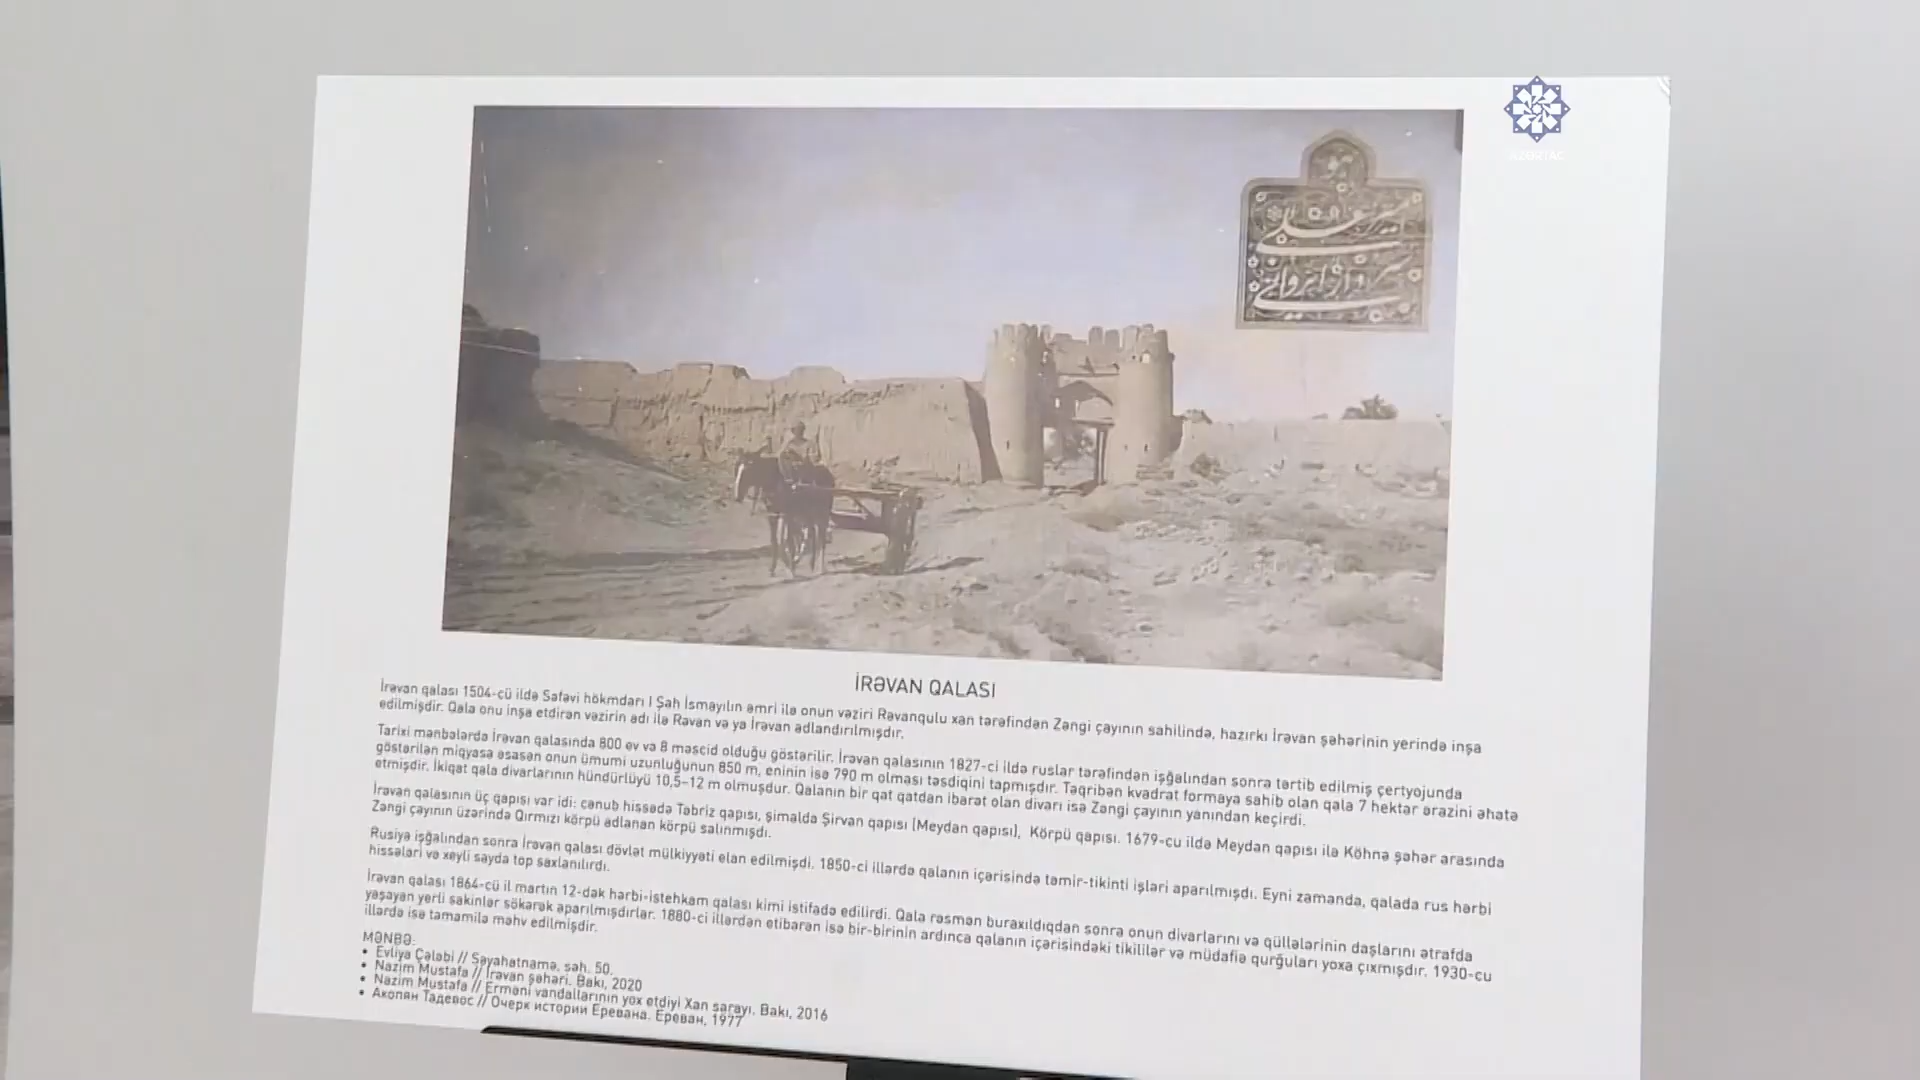 AZƏRTAC
İRƏVAN QALASI
İrəvan qalası 1504-cü ildə Səfəvi hökmdarı I Şah İsmayılın əmri ilə onun vəziri Rəvanqulu xan tərəfindən Zəngi çayının sahilində, hazırkı İrəvan şəhərinin yerində inşa
edilmişdir. Qala onu inşa etdirən vəzirin adı ilə Rəvan və ya İrəvan adlandırılmışdır.
Tarixi mənbələrdə İrəvan qalasında 800 ev və 8 məscid olduğu göstərilir. İrəvan qalasının 1827-ci ildə ruslar tərəfindən işğalından sonra tərtib edilmiş çertyojunda
göstərilən miqyasa əsasən onun ümumi uzunluğunun 850 m, eninin isə 790 m olması təsdiqini tapmışdır. Təqribən kvadrat formaya sahib olan qala 7 hektar ərazini əhatə
etmişdir. İkiqat qala divarlarının hündürlüyü 10,5–12 m olmuşdur. Qalanın bir qat qatdan ibarət olan divarı isə Zəngi çayının yanından keçirdi.
İrəvan qalasının üç qapısı var idi: cənub hissədə Təbriz qapısı, şimalda Şirvan qapısı (Meydan qapısı), Körpü qapısı. 1679-cu ildə Meydan qapısı ilə Köhnə şəhər arasında
Zəngi çayının üzərində Qırmızı körpü adlanan körpü salınmışdı.
Rusiya işğalından sonra İrəvan qalası dövlət mülkiyyəti elan edilmişdi. 1850-ci illərdə qalanın içərisində təmir-tikinti işləri aparılmışdı. Eyni zamanda, qalada rus hərbi
hissələri və xeyli sayda top saxlanılırdı.
İrəvan qalası 1864-cü il martın 12-dək hərbi-istehkam qalası kimi istifadə edilirdi. Qala rəsmən buraxıldıqdan sonra onun divarlarını və qüllələrinin daşlarını ətrafda
yaşayan yerli sakinlər sökərək aparılmışdırlar. 1880-ci illərdən etibarən isə bir-birinin ardınca qalanın içərisindəki tikililər və müdafiə qurğuları yoxa çıxmışdır. 1930-cu
illərdə isə tamamilə məhv edilmişdir.
MƏNBƏ:
• Evliya Çələbi // Səyahətnamə, səh. 50.
• Nazim Mustafa // İrəvan şəhəri. Bakı, 2020
• Nazim Mustafa // Erməni vandallarının yox etdiyi Xan sarayı. Bakı, 2016
• Акопян Тадевос // Очерк истории Еревана. Ереван, 1977